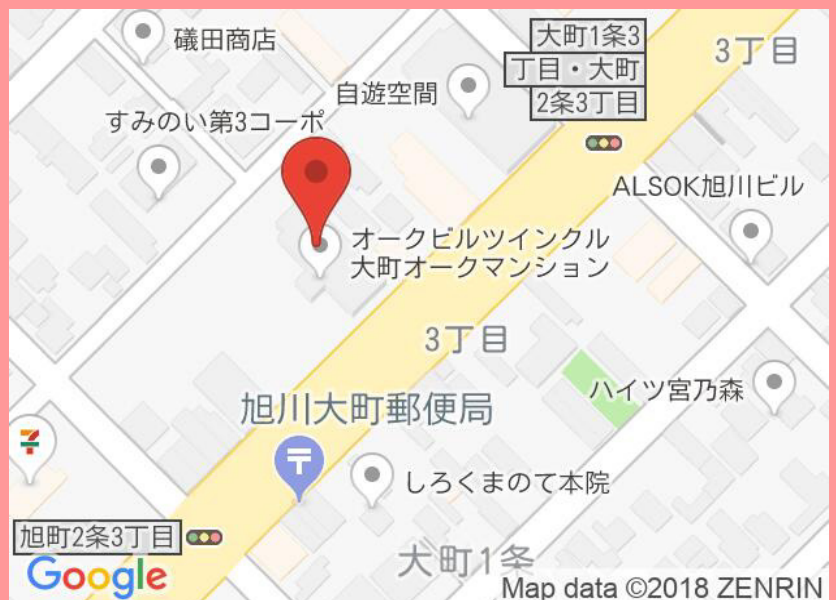 礒田商店
大町1条3
丁目・大町
2条3丁目
3丁目
自遊空間
すみのい第3コーポ
ALSOK旭川ビル
オークビルツインクル
大町オークマンション
3丁目
ハイツ宮乃森
旭川大町郵便局
〒
しろくまのて本院
7
旭町2条3丁目
大町1条
Google
Map data ©2018 ZENRIN